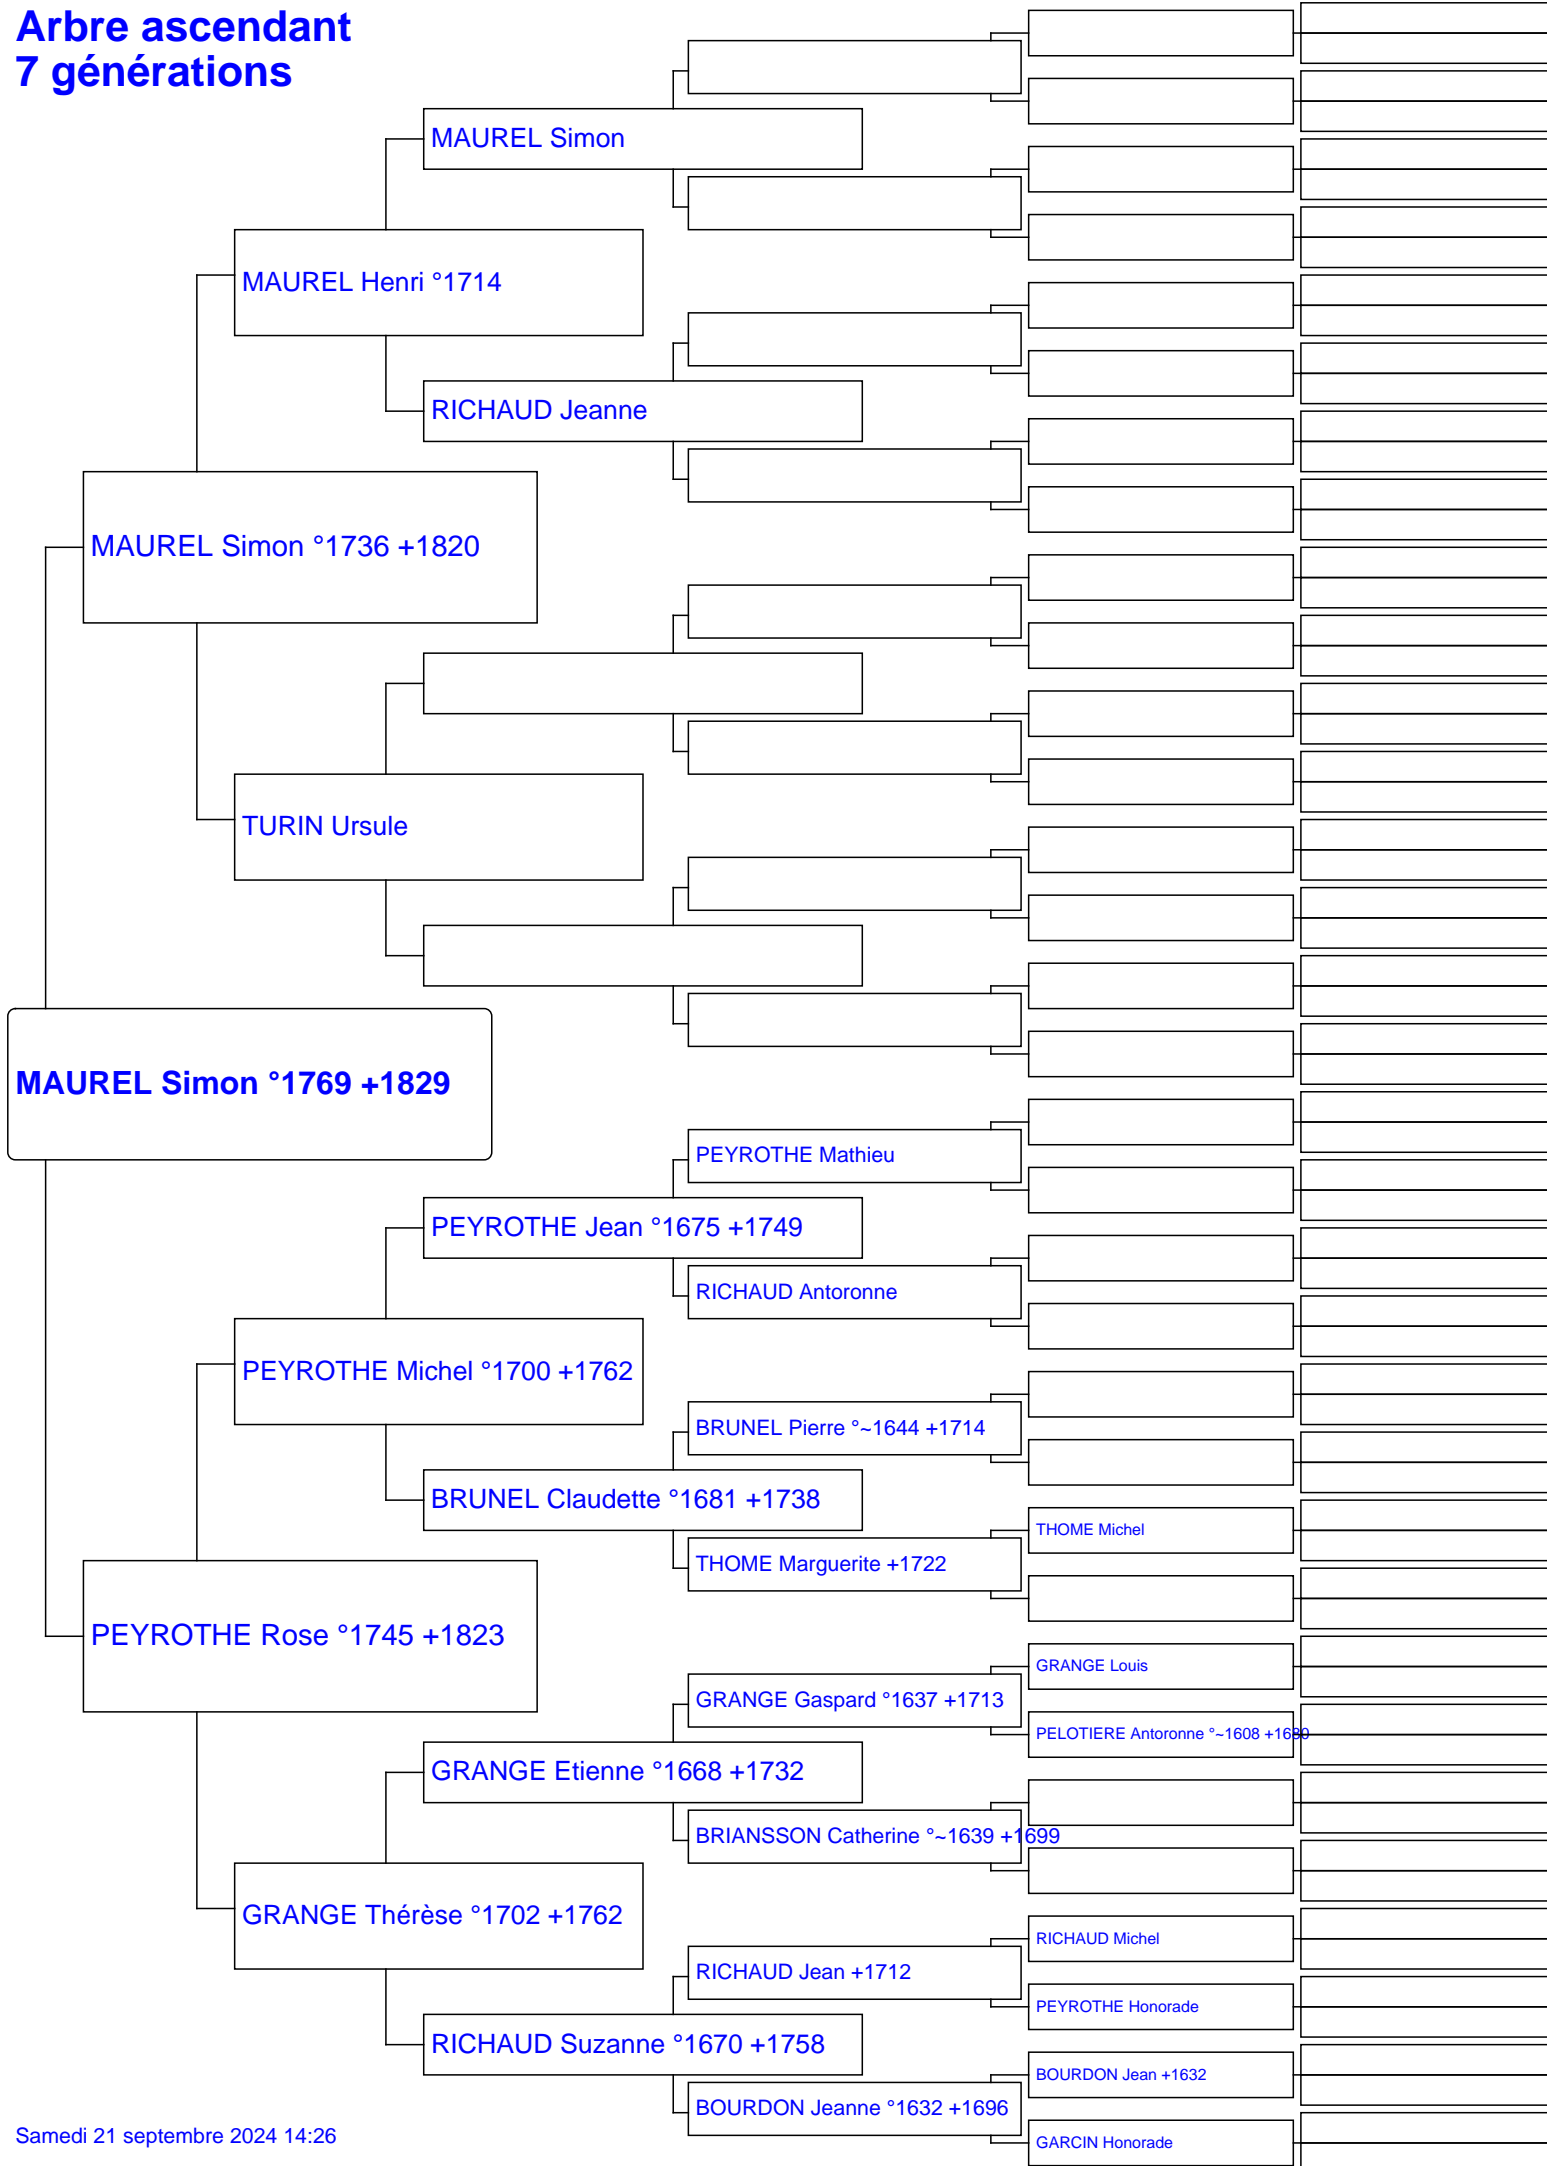 Arbre ascendant
7 générations
MAUREL Simon
MAUREL Henri °1714
RICHAUD Jeanne
MAUREL Simon °1736 +1820
TURIN Ursule
MAUREL Simon °1769 +1829
PEYROTHE Mathieu
PEYROTHE Jean °1675 +1749
RICHAUD Antoronne
PEYROTHE Michel °1700 +1762
BRUNEL Pierre °~1644 +1714
BRUNEL Claudette °1681 +1738
THOME Michel
THOME Marguerite +1722
PEYROTHE Rose °1745 +1823
GRANGE Louis
GRANGE Gaspard °1637 +1713
PELOTIERE Antoronne °~1608 +1680
GRANGE Etienne °1668 +1732
BRIANSSON Catherine °~1639 +1699
GRANGE Thérèse °1702 +1762
RICHAUD Michel
RICHAUD Jean +1712
PEYROTHE Honorade
RICHAUD Suzanne °1670 +1758
BOURDON Jean +1632
BOURDON Jeanne °1632 +1696
GARCIN Honorade
Samedi 21 septembre 2024 14:26